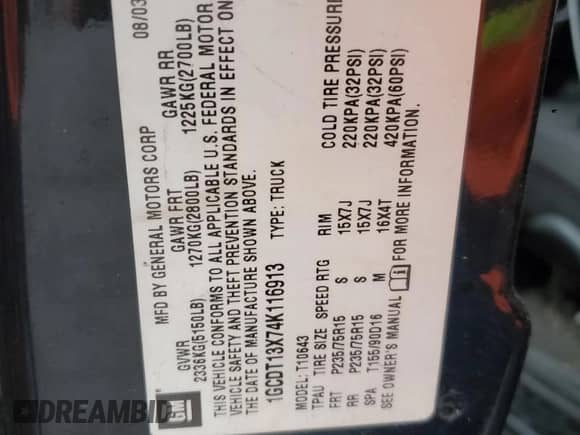 MFD BY GENERAL MOTORS CORP 08/03
GVWR GAWR FRT GAWR RR
2336KG(5150LB) 1270KG(2800LB) 1225KG(2700LB)
THIS VEHICLE CONFORMS TO ALL APPLICABLE U.S. FEDERAL MOTOR
VEHICLE SAFETY AND THEFT PREVENTION STANDARDS IN EFFECT ON
THE DATE OF MANUFACTURE SHOWN ABOVE.
1GCDT13X74K116913 TYPE: TRUCK
MODEL: T10643
TPAU TIRE SIZE SPEED RTG RIM COLD TIRE PRESSURE
FRT P235/75R15 S 15X7J 220KPA(32PSI)
RR P235/75R15 S 15X7J 220KPA(32PSI)
SPA T155/90D16 M 16X4T 420KPA(60PSI)
SEE OWNER'S MANUAL FOR MORE INFORMATION.
GM
DREAMBID